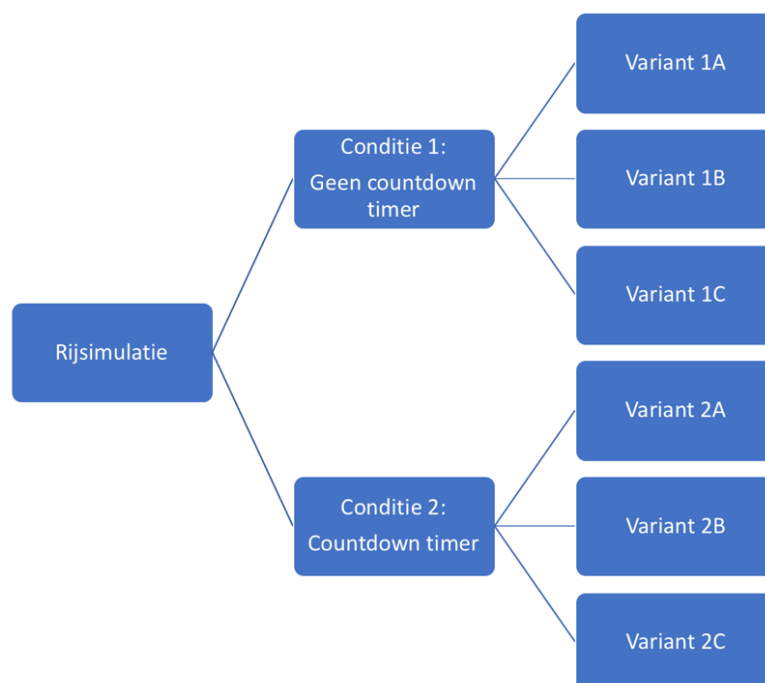 Rijsimulatie
Conditie 1:
Geen countdown
timer
Variant 1A
Variant 1B
Variant 1C
Conditie 2:
Countdown timer
Variant 2A
Variant 2B
Variant 2C